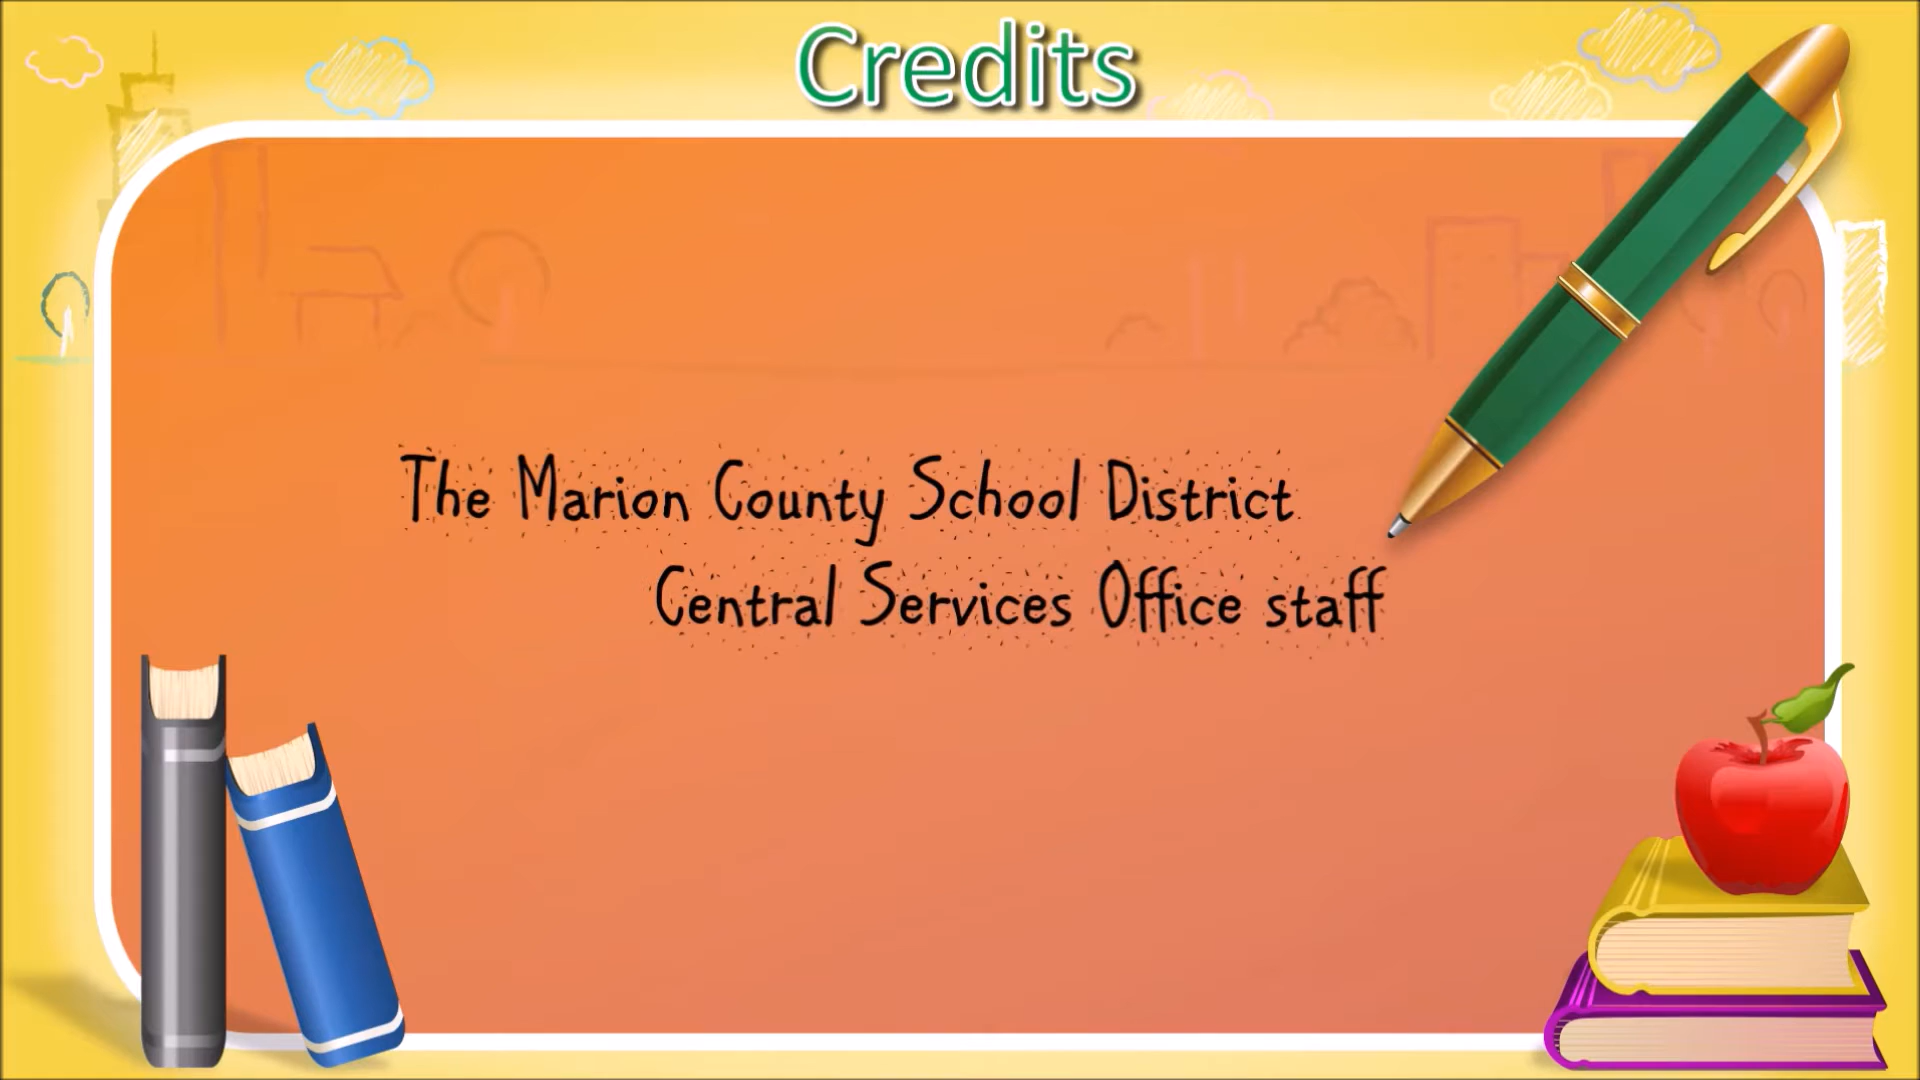 Credits
The Marion County School District
Central Services Office staff